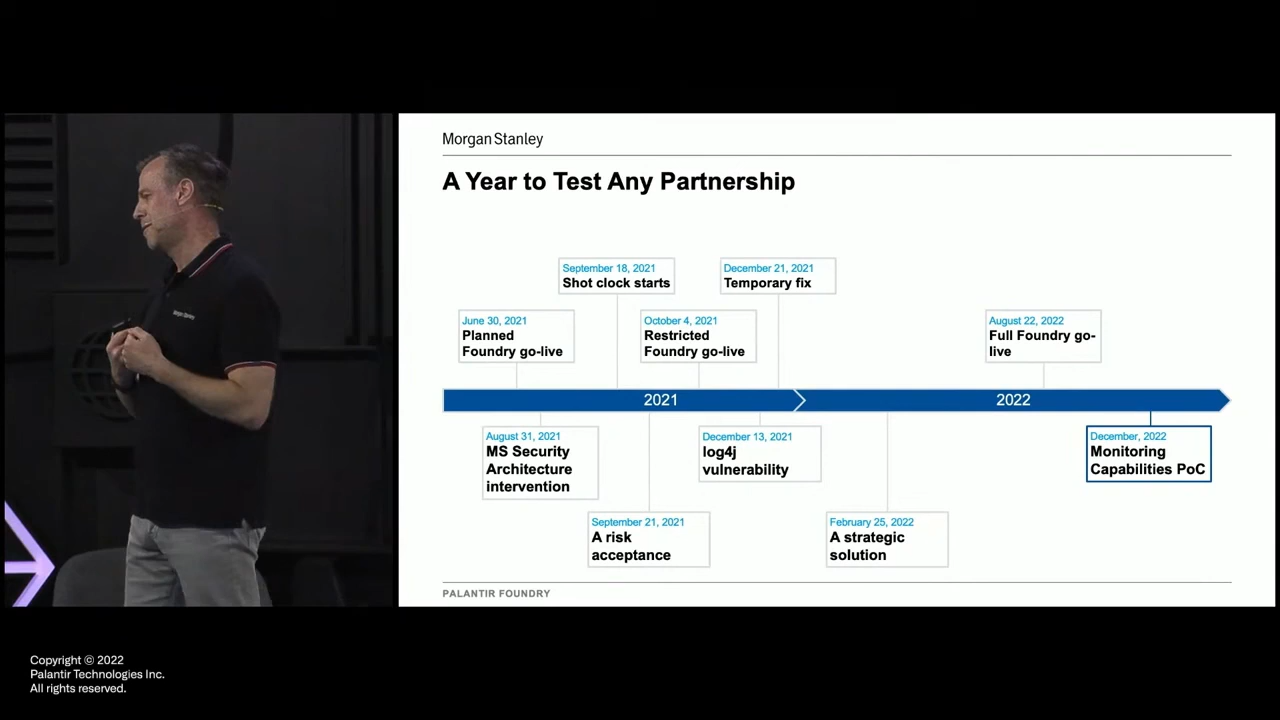 Morgan Stanley
A Year to Test Any Partnership
September 18, 2021
Shot clock starts
December 21, 2021
Temporary fix
June 30, 2021
Planned
Foundry go-live
October 4, 2021
Restricted
Foundry go-live
August 22, 2022
Full Foundry go-
live
2021
2022
August 31, 2021
MS Security
Architecture
intervention
December 13, 2021
log4j
vulnerability
December, 2022
Monitoring
Capabilities PoC
September 21, 2021
A risk
acceptance
February 25, 2022
A strategic
solution
PALANTIR FOUNDRY
Morgan Stanley
Copyright © 2022
Palantir Technologies Inc.
All rights reserved.